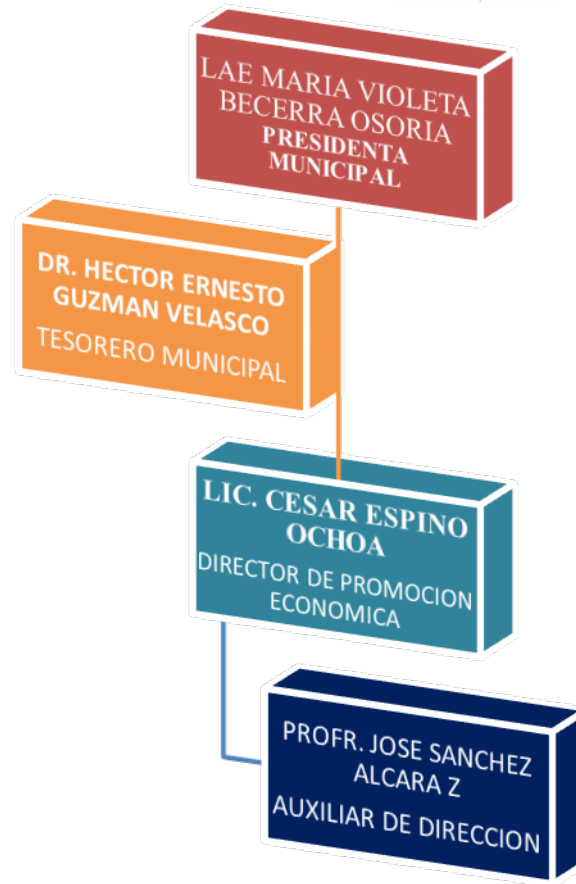 LAE MARIA VIOLETA
BECERRA OSORIA
PRESIDENTA
MUNICIPAL
DR. HECTOR ERNESTO
GUZMAN VELASCO
TESORERO MUNICIPAL
LIC. CESAR ESPINO
OCHOA
DIRECTOR DE PROMOCION
ECONOMICA
PROFR. JOSE SANCHEZ
ALCARA Z
AUXILIAR DE DIRECCION